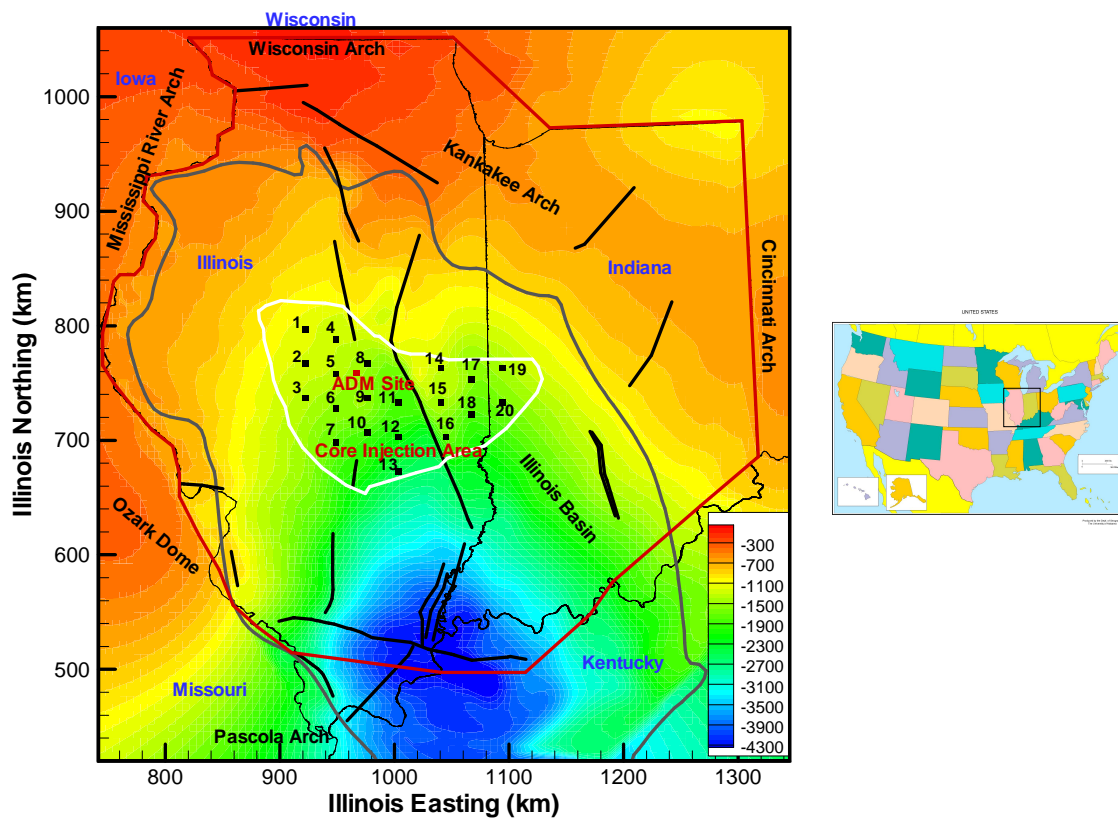 Wisconsin
Wisconsin Arch
Iowa
Mississippi River Arch
Kankakee Arch
Illinois
Indiana
Cincinnati Arch
1
4
2
5
8
14
17
19
ADM Site
3
6
9
11
15
18
20
7
10
12
16
Core Injection Area
13
Illinois Basin
Ozark Dome
Missouri
Kentucky
Pascola Arch
1000
900
800
700
600
500
Illinois Northing (km)
800
900
1000
1100
1200
1300
Illinois Easting (km)
-300
-700
-1100
-1500
-1900
-2300
-2700
-3100
-3500
-3900
-4300
UNITED STATES